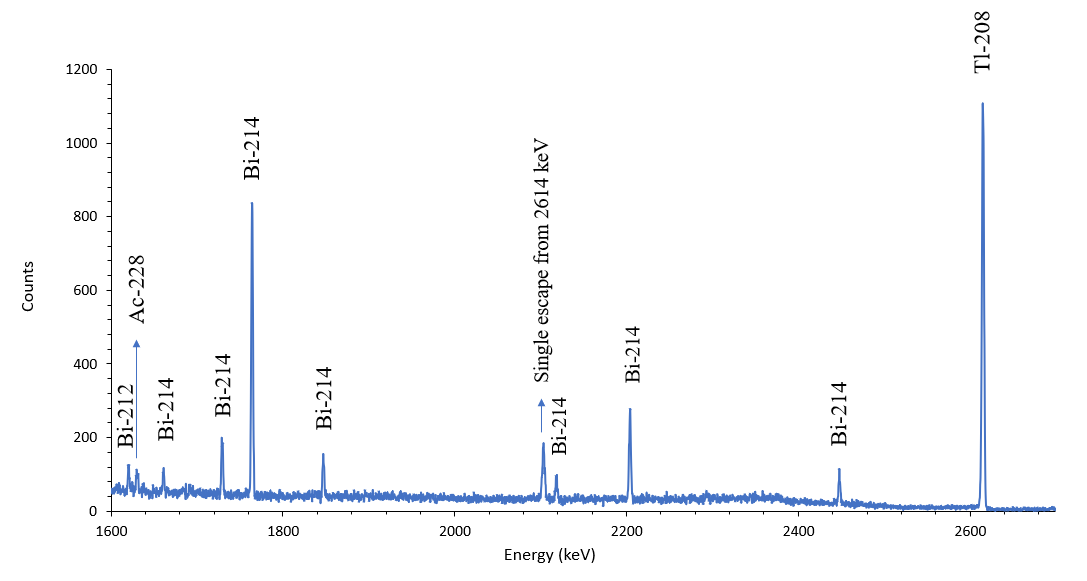 Tl-208
1200
1000
Bi-214
800
Single escape from 2614 keV
Ac-228
Counts
600
Bi-214
400
Bi-212
Bi-214
Bi-214
Bi-214
Bi-214
Bi-214
200
0
1600
1800
2000
2200
2400
2600
Energy (keV)